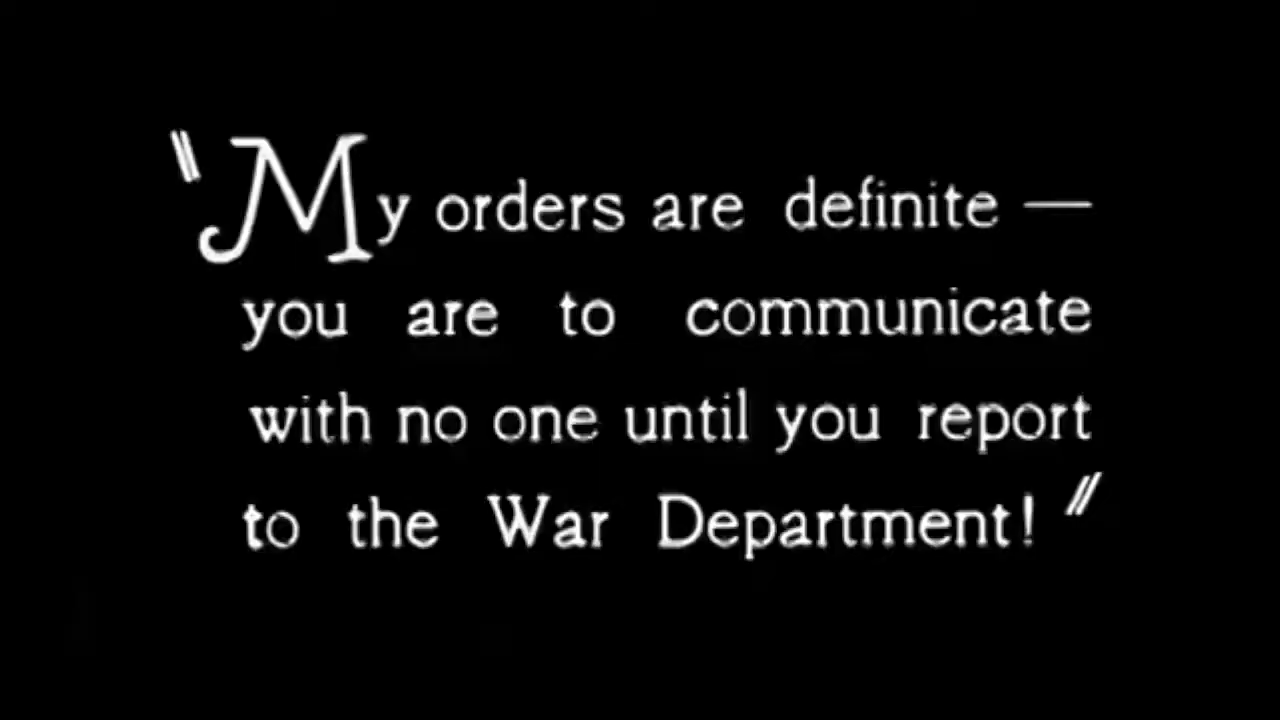 "My orders are definite —
you are to communicate
with no one until you report
to the War Department!"